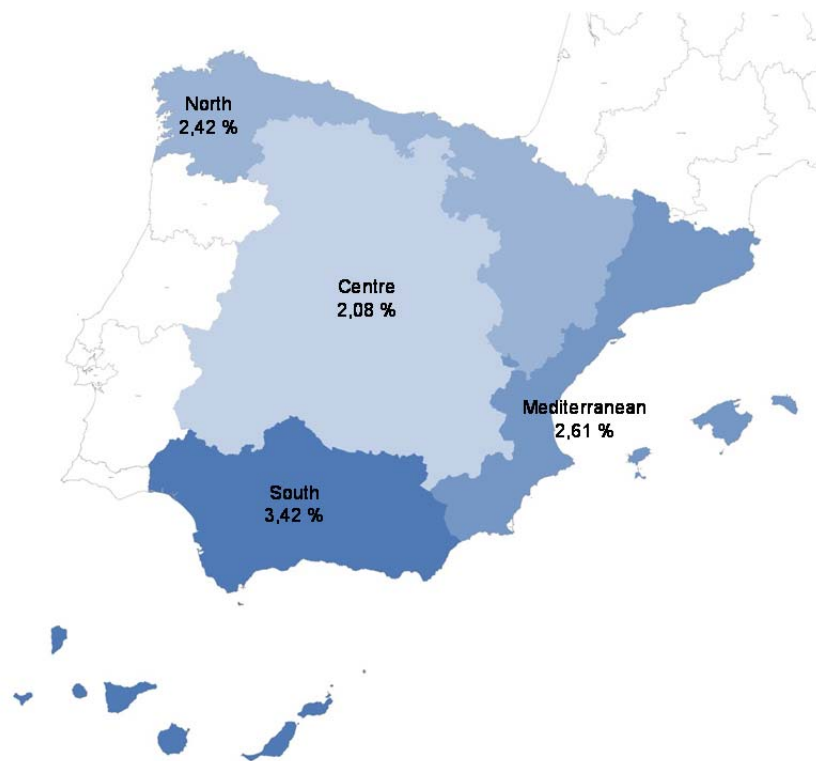 North
2,42 %
Centre
2,08 %
Mediterranean
2,61 %
South
3,42 %